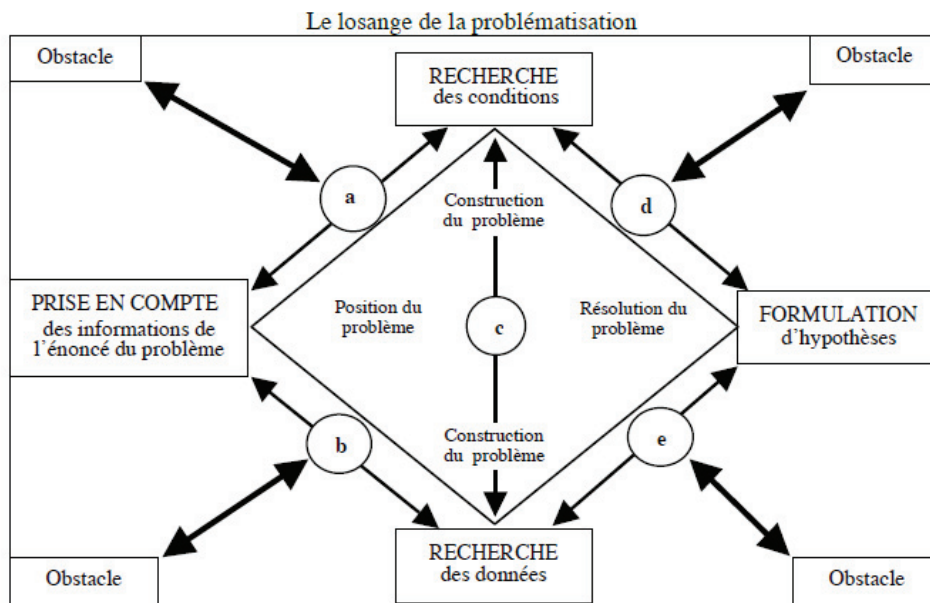 Le losange de la problématisation
Obstacle
Obstacle
RECHERCHE
des conditions
a
d
Construction
du problème
PRISE EN COMPTE
des informations de
l'énoncé du problème
Position du
problème
c
Résolution du
problème
FORMULATION
d'hypothèses
b
e
Construction
du problème
RECHERCHE
des données
Obstacle
Obstacle